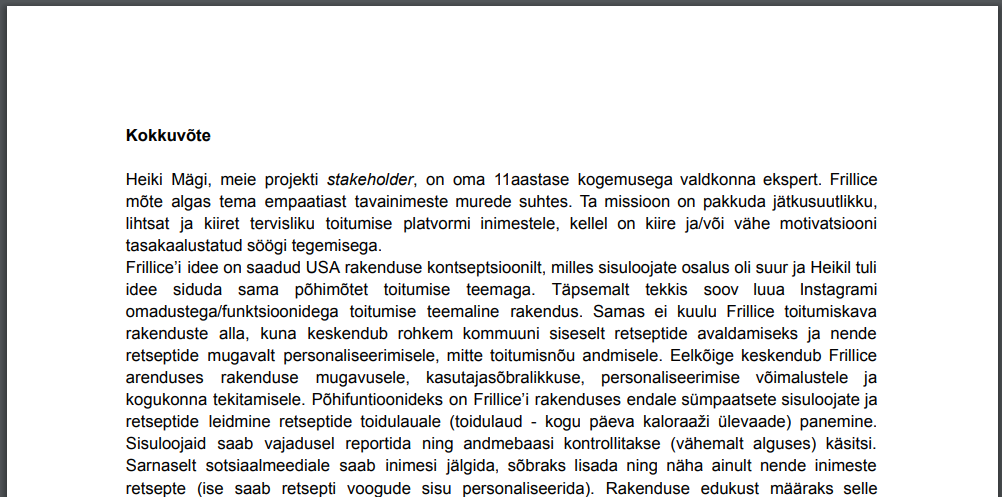 Kokkuvõte
Heiki Mägi, meie projekti stakeholder, on oma 11aastase kogemusega valdkonna ekspert. Frillice
mõte algas tema empaatiast tavainimeste murede suhtes. Ta missioon on pakkuda jätkusuutlikku,
lihtsat ja kiiret tervisliku toitumise platvormi inimestele, kellel on kiire ja/või vähe motivatsiooni
tasakaalustatud söögi tegemisega.
Frillice’i idee on saadud USA rakenduse kontseptsioonilt, milles sisuloojate osalus oli suur ja Heikil tuli
idee siduda sama põhimõtet toitumise teemaga. Täpsemalt tekkis soov luua Instagrami
omadustega/funktsioonidega toitumise teemaline rakendus. Samas ei kuulu Frillice toitumiskava
rakenduste alla, kuna keskendub rohkem kommuuni siseselt retseptide avaldamiseks ja nende
retseptide mugavalt personaliseerimisele, mitte toitumisnõu andmisele. Eelkõige keskendub Frillice
arenduses rakenduse mugavusele, kasutajasõbralikkuse, personaliseerimise võimalustele ja
kogukonna tekitamisele. Põhifuntioonideks on Frillice’i rakenduses endale sümpaatsete sisuloojate ja
retseptide leidmine retseptide toidulauale (toidulaud - kogu päeva kaloraaži ülevaade) panemine.
Sisuloojaid saab vajadusel reportida ning andmebaasi kontrollitakse (vähemalt alguses) käsitsi.
Sarnaselt sotsiaalmeediale saab inimesi jälgida, sõbraks lisada ning näha ainult nende inimeste
retsepte (ise saab retsepti voogude sisu personaliseerida). Rakenduse edukust määraks selle